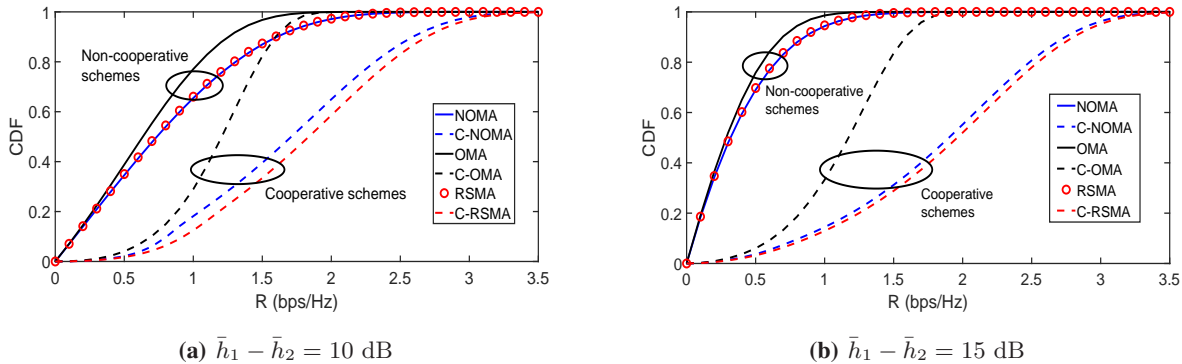 1
0.8
0.6
0.4
0.2
0
CDF
0 0.5 1 1.5 2 2.5 3 3.5
R (bps/Hz)
Non-cooperative
schemes
Cooperative schemes
NOMA
C-NOMA
OMA
C-OMA
RSMA
C-RSMA
(a) h̄₁ − h̄₂ = 10 dB
1
0.8
0.6
0.4
0.2
0
CDF
0 0.5 1 1.5 2 2.5 3 3.5
R (bps/Hz)
Non-cooperative
schemes
Cooperative
schemes
NOMA
C-NOMA
OMA
C-OMA
RSMA
C-RSMA
(b) h̄₁ − h̄₂ = 15 dB